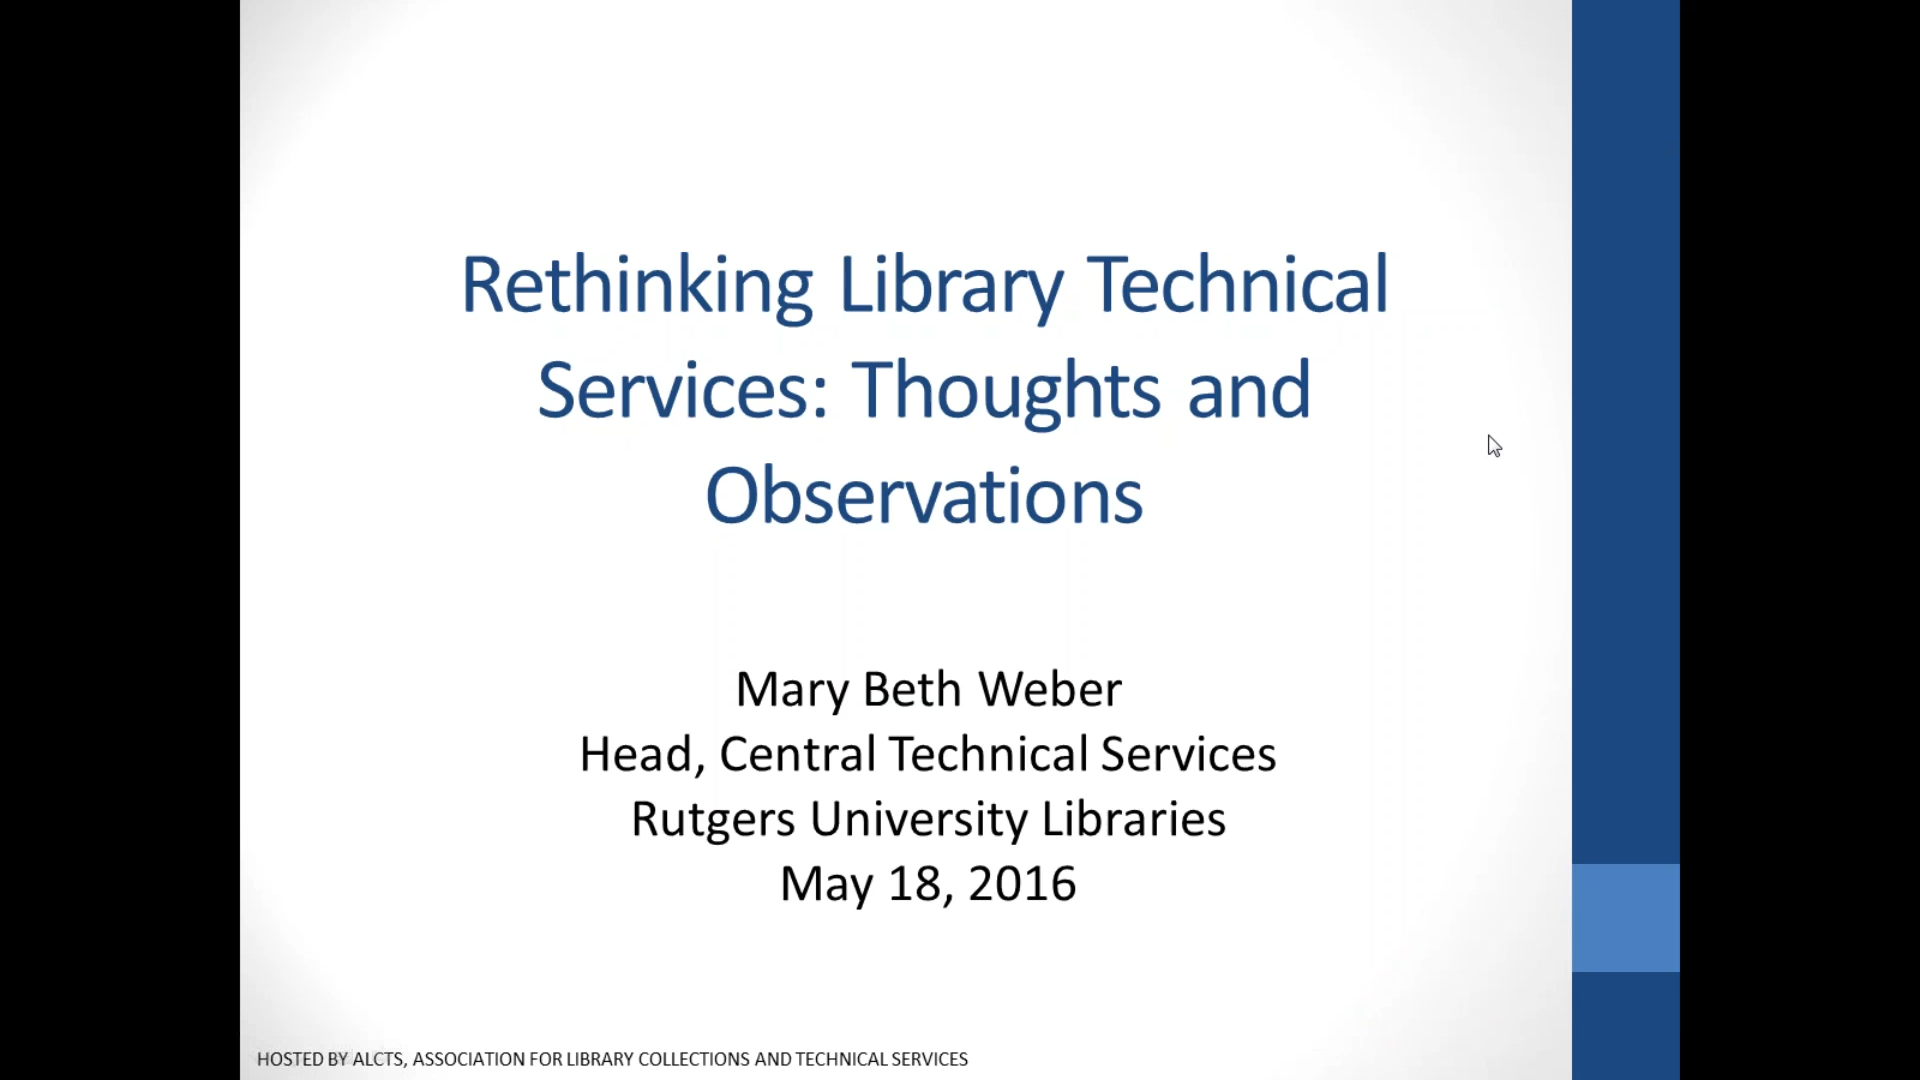 Rethinking Library Technical
Services: Thoughts and
Observations
Mary Beth Weber
Head, Central Technical Services
Rutgers University Libraries
May 18, 2016
HOSTED BY ALCTS, ASSOCIATION FOR LIBRARY COLLECTIONS AND TECHNICAL SERVICES